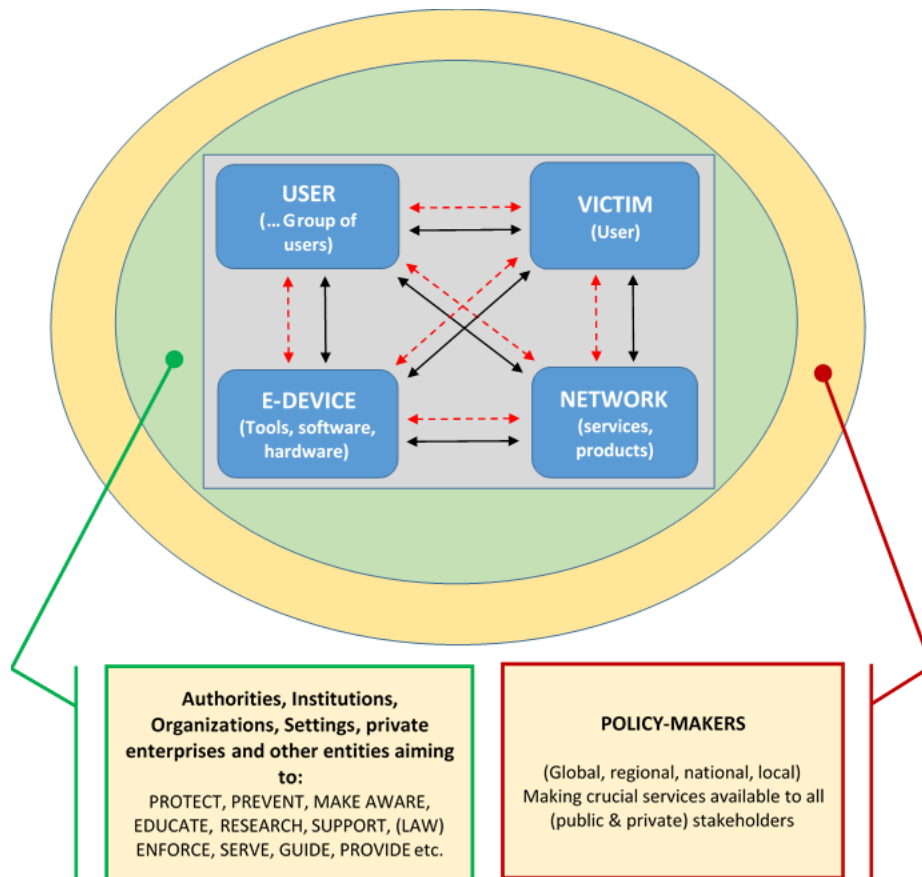 USER
(... Group of
users)
VICTIM
(User)
E-DEVICE
(Tools, software,
hardware)
NETWORK
(services,
products)
Authorities, Institutions,
Organizations, Settings, private
enterprises and other entities aiming
to:
PROTECT, PREVENT, MAKE AWARE,
EDUCATE, RESEARCH, SUPPORT, (LAW)
ENFORCE, SERVE, GUIDE, PROVIDE etc.
POLICY-MAKERS
(Global, regional, national, local)
Making crucial services available to all
(public & private) stakeholders